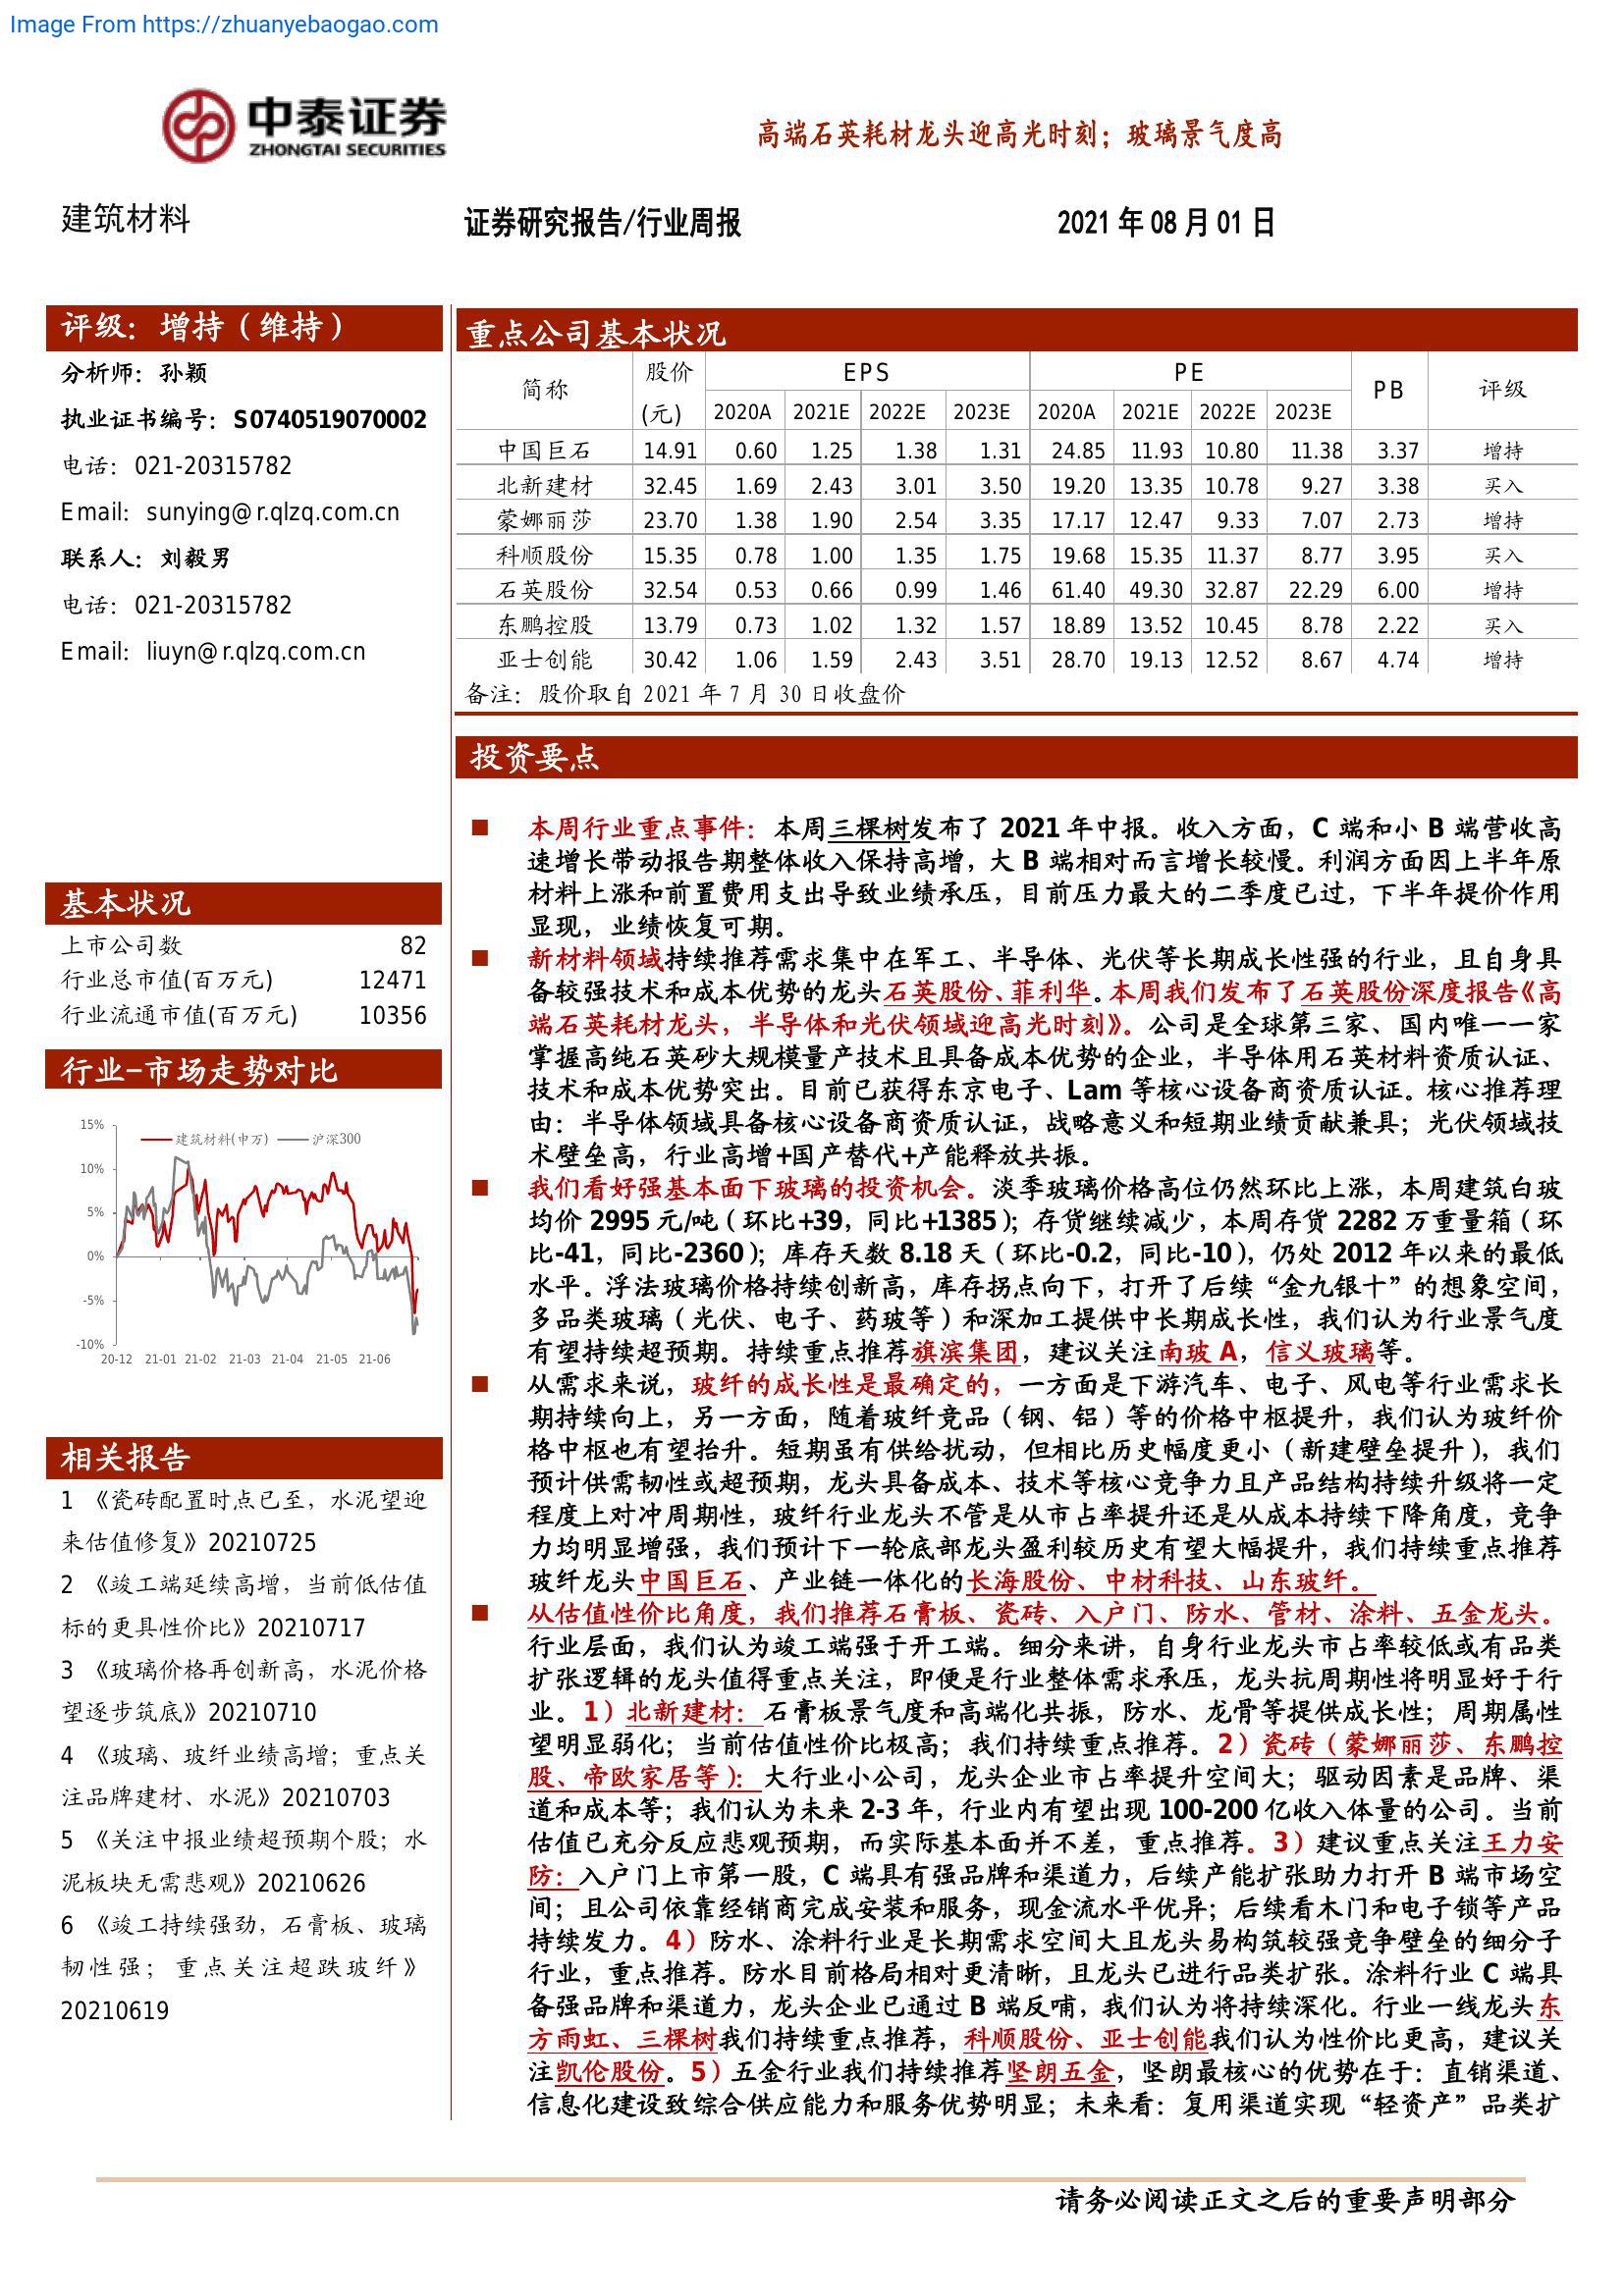 Image From https://zhuanyebaogao.com
中泰证券
ZHONGTAI SECURITIES
高端石英耗材龙头迎高光时刻；玻璃景气度高
建筑材料
证券研究报告/行业周报
2021 年 08 月 01 日
评级：增持（维持）
分析师：孙颖
执业证书编号：S0740519070002
电话：021-20315782
Email：sunying@r.qlzq.com.cn
联系人：刘毅男
电话：021-20315782
Email：liuyn@r.qlzq.com.cn
基本状况
上市公司数 82
行业总市值(百万元) 12471
行业流通市值(百万元) 10356
行业-市场走势对比
建筑材料(申万) 沪深300
15%
10%
5%
0%
-5%
-10%
20-12 21-01 21-02 21-03 21-04 21-05 21-06
相关报告
1 《瓷砖配置时点已至，水泥望迎
来估值修复》20210725
2 《竣工端延续高增，当前低估值
标的更具性价比》20210717
3 《玻璃价格再创新高，水泥价格
望逐步筑底》20210710
4 《玻璃、玻纤业绩高增；重点关
注品牌建材、水泥》20210703
5 《关注中报业绩超预期个股；水
泥板块无需悲观》20210626
6 《竣工持续强劲，石膏板、玻璃
韧性强；重点关注超跌玻纤》
20210619
重点公司基本状况
简称 股价(元) EPS PE PB 评级
2020A 2021E 2022E 2023E 2020A 2021E 2022E 2023E
中国巨石 14.91 0.60 1.25 1.38 1.31 24.85 11.93 10.80 11.38 3.37 增持
北新建材 32.45 1.69 2.43 3.01 3.50 19.20 13.35 10.78 9.27 3.38 买入
蒙娜丽莎 23.70 1.38 1.90 2.54 3.35 17.17 12.47 9.33 7.07 2.73 增持
科顺股份 15.35 0.78 1.00 1.35 1.75 19.68 15.35 11.37 8.77 3.95 买入
石英股份 32.54 0.53 0.66 0.99 1.46 61.40 49.30 32.87 22.29 6.00 增持
东鹏控股 13.79 0.73 1.02 1.32 1.57 18.89 13.52 10.45 8.78 2.22 买入
亚士创能 30.42 1.06 1.59 2.43 3.51 28.70 19.13 12.52 8.67 4.74 增持
备注：股价取自 2021 年 7 月 30 日收盘价
投资要点
■ 本周行业重点事件：本周三棵树发布了 2021 年中报。收入方面，C 端和小 B 端营收高
速增长带动报告期整体收入保持高增，大 B 端相对而言增长较慢。利润方面因上半年原
材料上涨和前置费用支出导致业绩承压，目前压力最大的二季度已过，下半年提价作用
显现，业绩恢复可期。
■ 新材料领域持续推荐需求集中在军工、半导体、光伏等长期成长性强的行业，且自身具
备较强技术和成本优势的龙头石英股份、菲利华。本周我们发布了石英股份深度报告《高
端石英耗材龙头，半导体和光伏领域迎高光时刻》。公司是全球第三家、国内唯一一家
掌握高纯石英砂大规模量产技术且具备成本优势的企业，半导体用石英材料资质认证、
技术和成本优势突出。目前已获得东京电子、Lam 等核心设备商资质认证。核心推荐理
由：半导体领域具备核心设备商资质认证，战略意义和短期业绩贡献兼具；光伏领域技
术壁垒高，行业高增+国产替代+产能释放共振。
■ 我们看好强基本面下玻璃的投资机会。淡季玻璃价格高位仍然环比上涨，本周建筑白玻
均价 2995 元/吨（环比+39，同比+1385）；存货继续减少，本周存货 2282 万重量箱（环
比-41，同比-2360）；库存天数 8.18 天（环比-0.2，同比-10），仍处 2012 年以来的最低
水平。浮法玻璃价格持续创新高，库存拐点向下，打开了后续“金九银十”的想象空间，
多品类玻璃（光伏、电子、药玻等）和深加工提供中长期成长性，我们认为行业景气度
有望持续超预期。持续重点推荐旗滨集团，建议关注南玻 A，信义玻璃等。
■ 从需求来说，玻纤的成长性是最确定的，一方面是下游汽车、电子、风电等行业需求长
期持续向上，另一方面，随着玻纤竞品（钢、铝）等的价格中枢提升，我们认为玻纤价
格中枢也有望抬升。短期虽有供给扰动，但相比历史幅度更小（新建壁垒提升），我们
预计供需韧性或超预期，龙头具备成本、技术等核心竞争力且产品结构持续升级将一定
程度上对冲周期性，玻纤行业龙头不管是从市占率提升还是从成本持续下降角度，竞争
力均明显增强，我们预计下一轮底部龙头盈利较历史有望大幅提升，我们持续重点推荐
玻纤龙头中国巨石、产业链一体化的长海股份、中材科技、山东玻纤。
■ 从估值性价比角度，我们推荐石膏板、瓷砖、入户门、防水、管材、涂料、五金龙头。
行业层面，我们认为竣工端强于开工端。细分来讲，自身行业龙头市占率较低或有品类
扩张逻辑的龙头值得重点关注，即便是行业整体需求承压，龙头抗周期性将明显好于行
业。1）北新建材：石膏板景气度和高端化共振，防水、龙骨等提供成长性；周期属性
望明显弱化；当前估值性价比极高；我们持续重点推荐。2）瓷砖（蒙娜丽莎、东鹏控
股、帝欧家居等）：大行业小公司，龙头企业市占率提升空间大；驱动因素是品牌、渠
道和成本等；我们认为未来 2-3 年，行业内有望出现 100-200 亿收入体量的公司。当前
估值已充分反应悲观预期，而实际基本面并不差，重点推荐。3）建议重点关注王力安
防：入户门上市第一股，C 端具有强品牌和渠道力，后续产能扩张助力打开 B 端市场空
间；且公司依靠经销商完成安装和服务，现金流水平优异；后续看木门和电子锁等产品
持续发力。4）防水、涂料行业是长期需求空间大且龙头易构筑较强竞争壁垒的细分子
行业，重点推荐。防水目前格局相对更清晰，且龙头已进行品类扩张。涂料行业 C 端具
备强品牌和渠道力，龙头企业已通过 B 端反哺，我们认为将持续深化。行业一线龙头东
方雨虹、三棵树我们持续重点推荐，科顺股份、亚士创能我们认为性价比更高，建议关
注凯伦股份。5）五金行业我们持续推荐坚朗五金，坚朗最核心的优势在于：直销渠道、
信息化建设致综合供应能力和服务优势明显；未来看：复用渠道实现“轻资产”品类扩
请务必阅读正文之后的重要声明部分